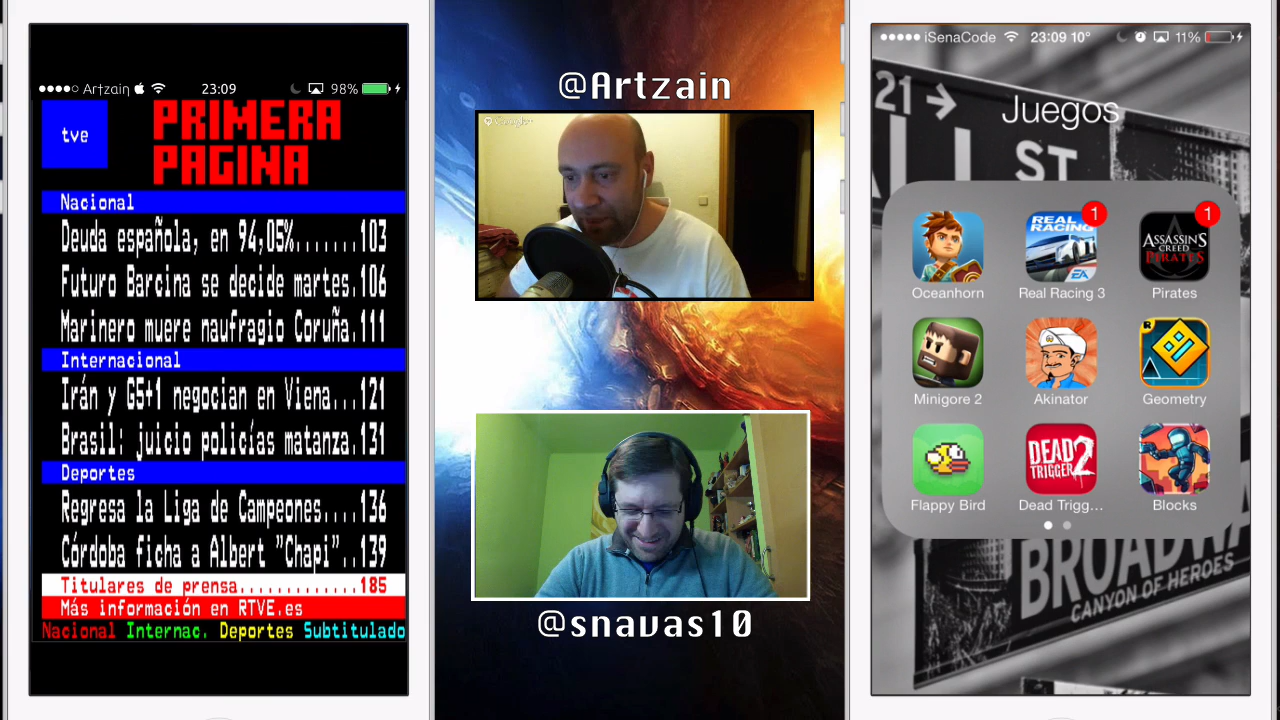 Artzain
23:09
98%
tve
PRIMERA
PAGINA
Nacional
Deuda española, en 94,05%......103
Futuro Barcina se decide martes.106
Marinero muere naufragio Coruña.111
Internacional
Irán y G5+1 negocian en Viena...121
Brasil: juicio policías matanza.131
Deportes
Regresa la Liga de Campeones....136
Córdoba ficha a Albert "Chapi"..139
Titulares de prensa.............185
Más información en RTVE.es
Nacional Internac. Deportes Subtitulado
@Artzain
@snavas10
iSenaCode
23:09 10°
11%
21
ST
BROADWA
CANYON OF HEROES
Juegos
REAL
RACING
EA
1
ASSASSIN'S
CREED
PIRATES
1
Oceanhorn
Real Racing 3
Pirates
R
Minigore 2
Akinator
Geometry
DEAD
TRIGGER
2
Flappy Bird
Dead Trigg...
Blocks